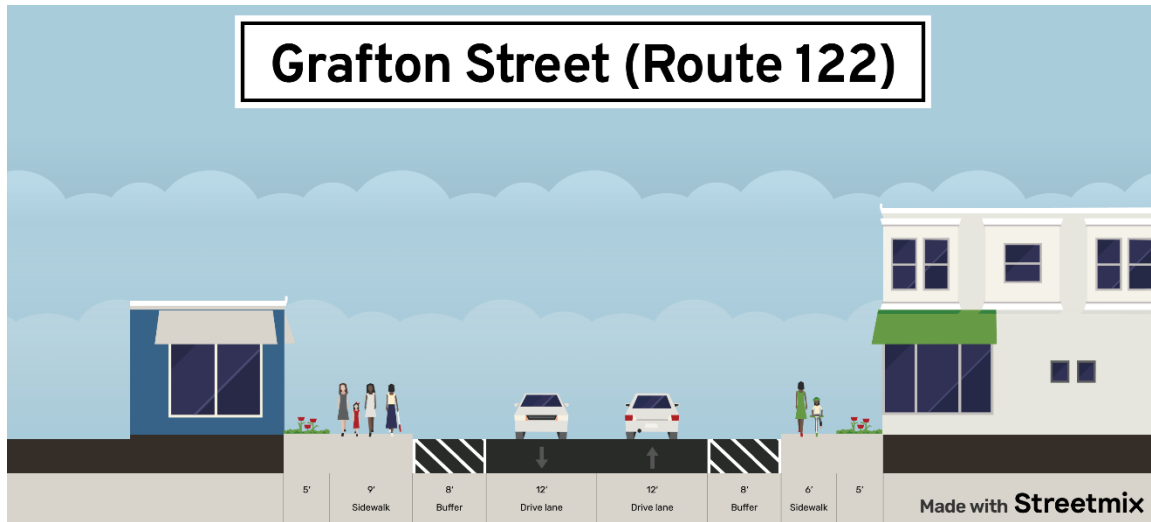 Grafton Street (Route 122)
5' 9' 8' 12' 12' 8' 6' 5'
Sidewalk Buffer Drive lane Drive lane Buffer Sidewalk
Made with Streetmix